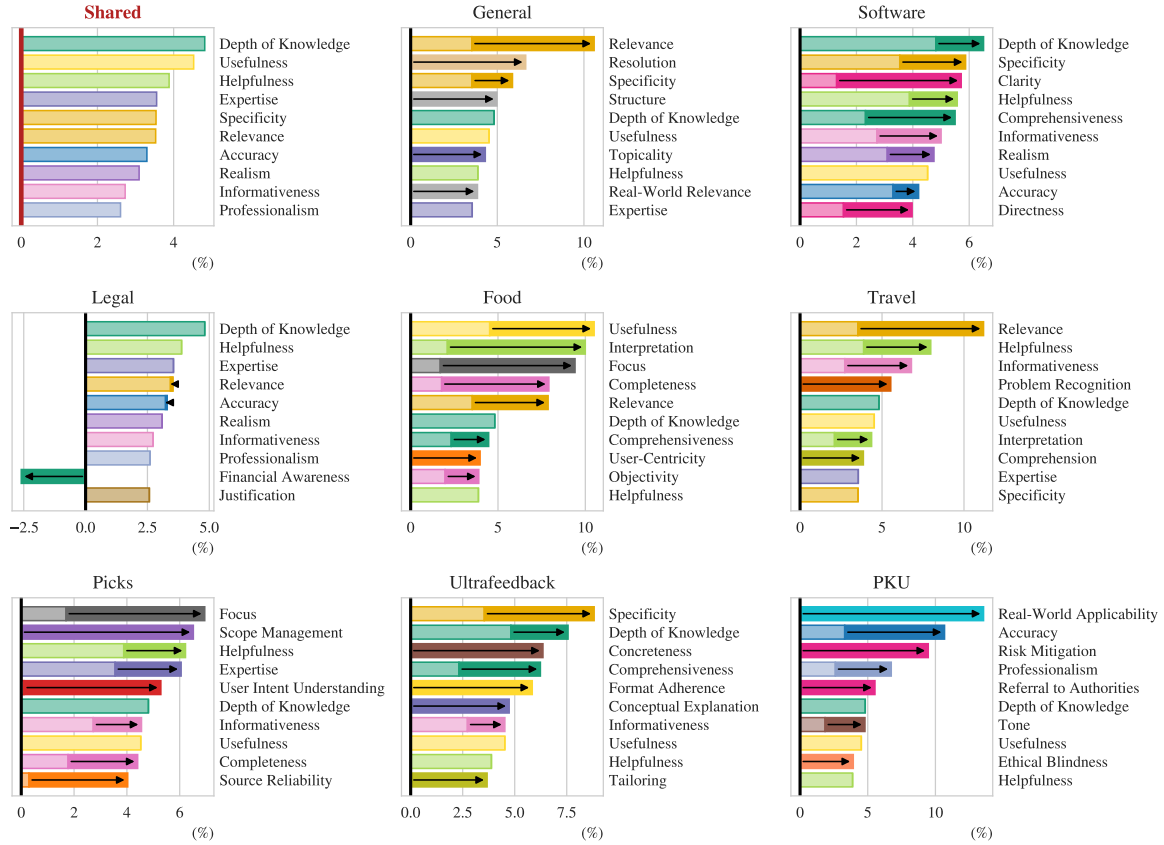 Shared
Depth of Knowledge
Usefulness
Helpfulness
Expertise
Specificity
Relevance
Accuracy
Realism
Informativeness
Professionalism
0 2 4
(%)
General
Relevance
Resolution
Specificity
Structure
Depth of Knowledge
Usefulness
Topicality
Helpfulness
Real-World Relevance
Expertise
0 5 10
(%)
Software
Depth of Knowledge
Specificity
Clarity
Helpfulness
Comprehensiveness
Informativeness
Realism
Usefulness
Accuracy
Directness
0 2 4 6
(%)
Legal
Depth of Knowledge
Helpfulness
Expertise
Relevance
Accuracy
Realism
Informativeness
Professionalism
Financial Awareness
Justification
−2.5 0.0 2.5 5.0
(%)
Food
Usefulness
Interpretation
Focus
Completeness
Relevance
Depth of Knowledge
Comprehensiveness
User-Centricity
Objectivity
Helpfulness
0 5 10
(%)
Travel
Relevance
Helpfulness
Informativeness
Problem Recognition
Depth of Knowledge
Usefulness
Interpretation
Comprehension
Expertise
Specificity
0 5 10
(%)
Picks
Focus
Scope Management
Helpfulness
Expertise
User Intent Understanding
Depth of Knowledge
Informativeness
Usefulness
Completeness
Source Reliability
0 2 4 6
(%)
Ultrafeedback
Specificity
Depth of Knowledge
Concreteness
Comprehensiveness
Format Adherence
Conceptual Explanation
Informativeness
Usefulness
Helpfulness
Tailoring
0.0 2.5 5.0 7.5
(%)
PKU
Real-World Applicability
Accuracy
Risk Mitigation
Professionalism
Referral to Authorities
Depth of Knowledge
Tone
Usefulness
Ethical Blindness
Helpfulness
0 5 10
(%)